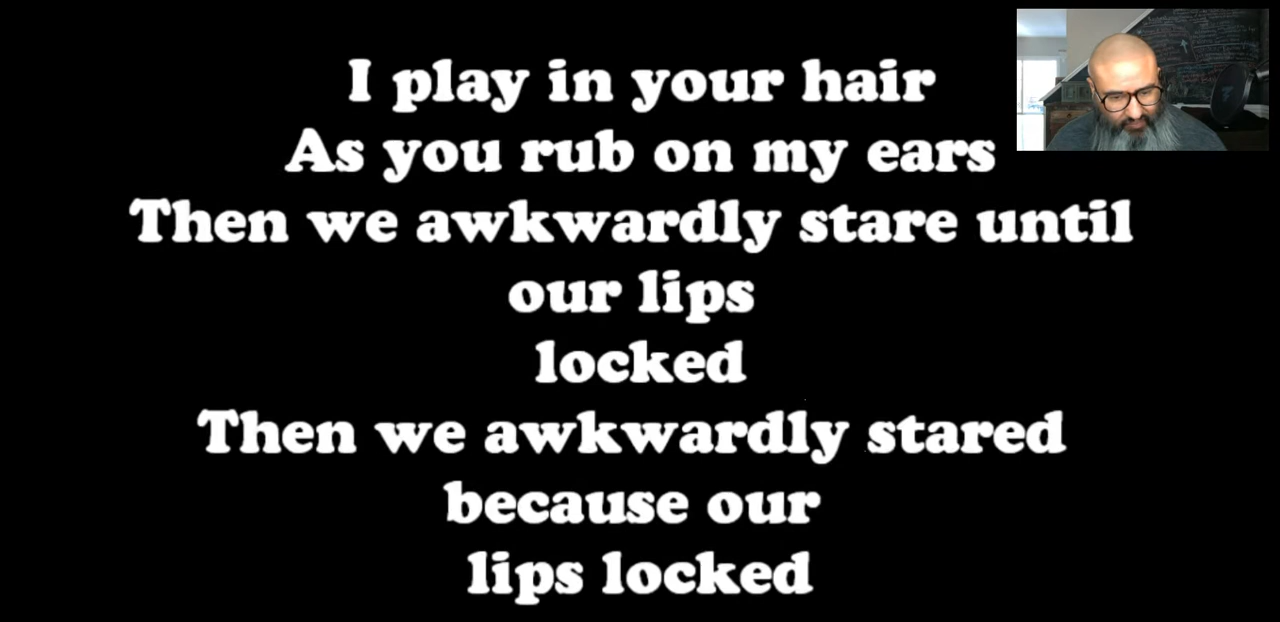 I play in your hair
As you rub on my ears
Then we awkwardly stare until
our lips
locked
Then we awkwardly stared
because our
lips locked